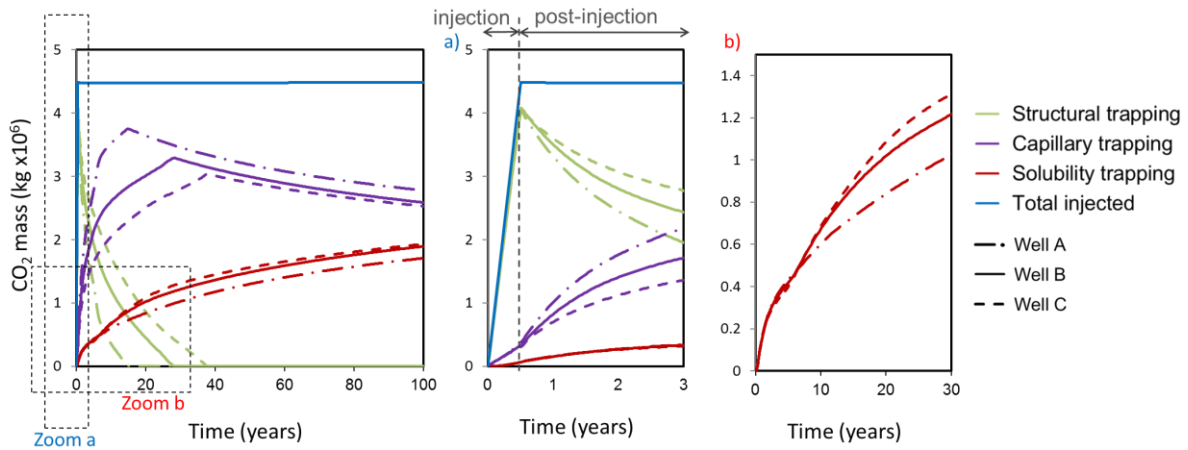 injection post-injection
a)
b)
CO2 mass (kg x10⁶)
5
4
3
2
1
0
0 20 40 60 80 100
Time (years)
Zoom a
Zoom b
5
4
3
2
1
0
0 1 2 3
Time (years)
1.4
1.2
1
0.8
0.6
0.4
0.2
0
0 10 20 30
Time (years)
Structural trapping
Capillary trapping
Solubility trapping
Total injected
Well A
Well B
Well C